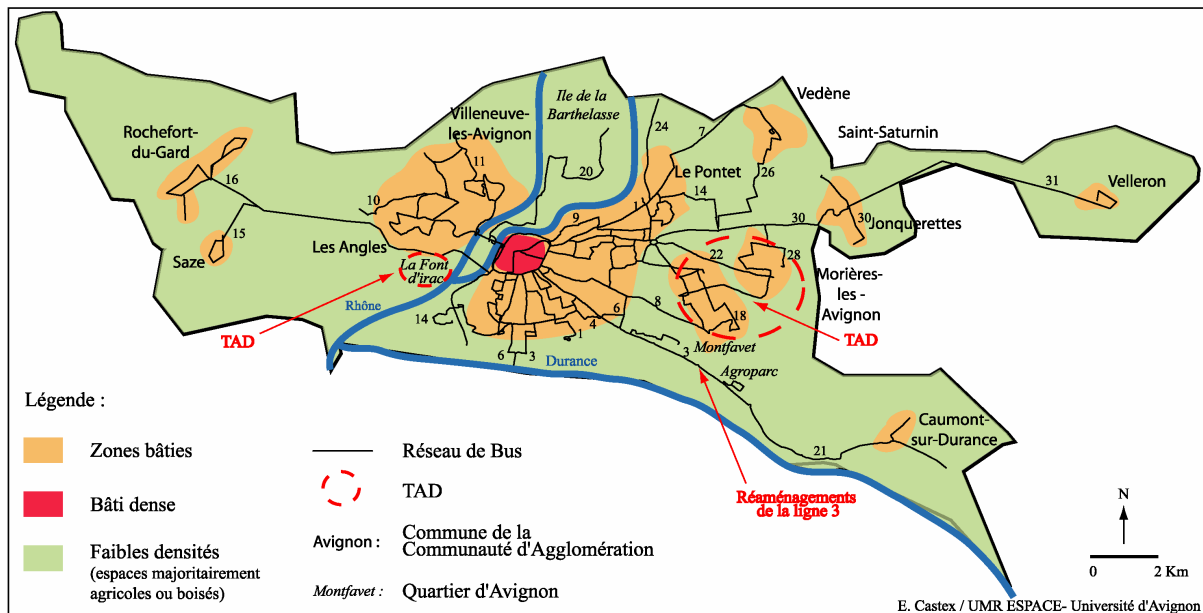 Vedène
Ile de la
Barthelasse
Villeneuve-
les-Avignon
24
7
Saint-Saturnin
Rochefort-
du-Gard
11
Le Pontet
20
26
14
16
10
9
31
Velleron
30
30
Jonquerettes
15
Les Angles
22
28
Saze
La Font
d'irac
Morières-
les -
Avignon
Rhône
8
6
18
14
4
TAD
1
3
Montfavet
TAD
6
3
Durance
Agroparc
Légende :
Caumont-
sur-Durance
Zones bâties
Réseau de Bus
21
TAD
Réaménagements
de la ligne 3
N
Bâti dense
Avignon :
Commune de la
Communauté d'Agglomération
Faibles densités
(espaces majoritairement
agricoles ou boisés)
0
2 Km
Montfavet :
Quartier d'Avignon
E. Castex / UMR ESPACE- Université d'Avignon